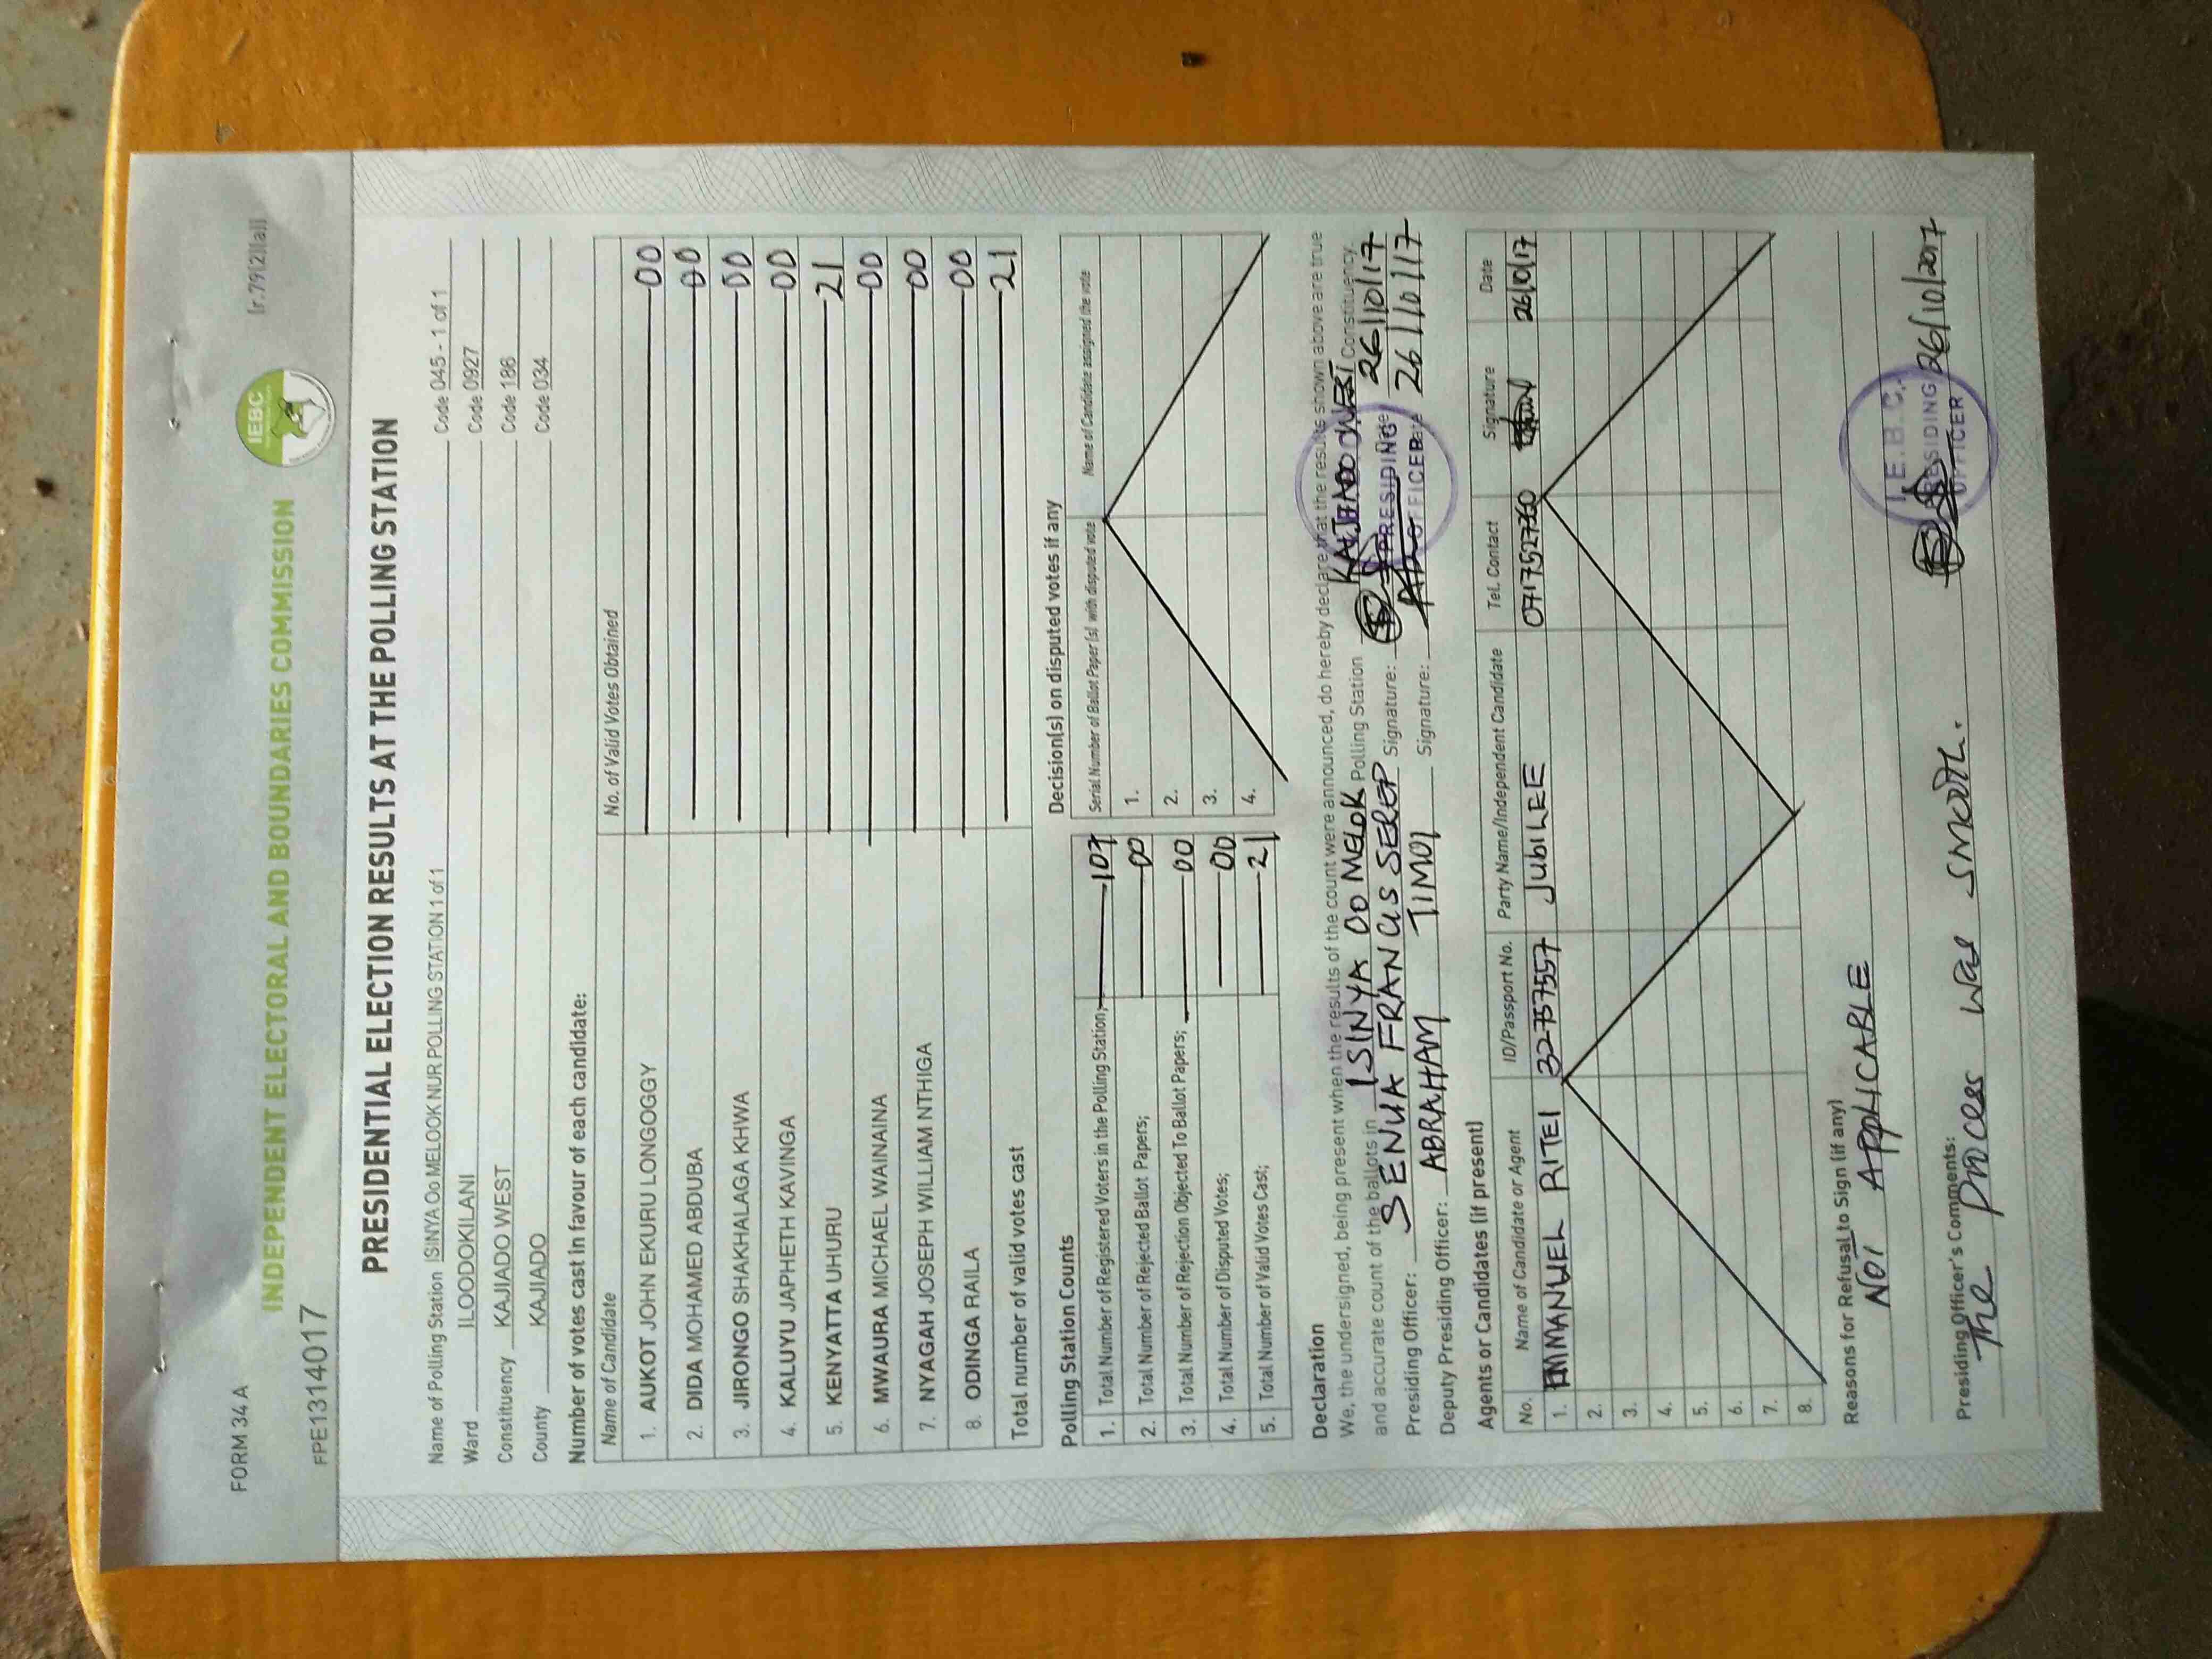 FORM 34 A
[r.79(2)(a)]
INDEPENDENT ELECTORAL AND BOUNDARIES COMMISSION
IEBC
FPE1314017
PRESIDENTIAL ELECTION RESULTS AT THE POLLING STATION
Name of Polling Station ISINYA Oo MELOOK NUR POLLING STATION 1 of 1 Code 045 - 1 of 1
Ward ILOODOKILANI Code 0927
Constituency KAJIADO WEST Code 186
County KAJIADO Code 034
Number of votes cast in favour of each candidate:
Name of Candidate No. of Valid Votes Obtained
1. AUKOT JOHN EKURU LONGOGGY 00
2. DIDA MOHAMED ABDUBA 00
3. JIRONGO SHAKHALAGA KHWA 00
4. KALUYU JAPHETH KAVINGA 00
5. KENYATTA UHURU 21
6. MWAURA MICHAEL WAINAINA 00
7. NYAGAH JOSEPH WILLIAM NTHIGA 00
8. ODINGA RAILA 00
Total number of valid votes cast 21
Polling Station Counts
1. Total Number of Registered Voters in the Polling Station; 107
2. Total Number of Rejected Ballot Papers; 00
3. Total Number of Rejection Objected To Ballot Papers; 00
4. Total Number of Disputed Votes; 00
5. Total Number of Valid Votes Cast; 21
Decision(s) on disputed votes if any
Serial Number of Ballot Paper (s) with disputed vote Name of Candidate assigned the vote
1.
2.
3.
4.
Declaration
We, the undersigned, being present when the results of the count were announced, do hereby declare that the results shown above are true
and accurate count of the ballots in ISINYA OO MELOK Polling Station KAJIADO WEST Constituency.
Presiding Officer: SENUA FRANCIS SEREP Signature: Date 26/10/17
Deputy Presiding Officer: ABRAHAM TIMOI Signature: Date 26/10/17
PRESIDING
OFFICER
Agents or Candidates (if present)
No. Name of Candidate or Agent ID/Passport No. Party Name/Independent Candidate Tel. Contact Signature Date
1. EMMANUEL RITEI 32757557 JUBILEE 0717552760 26/0/17
2.
3.
4.
5.
6.
7.
8.
Reasons for Refusal to Sign (if any)
NOT APPLICABLE
Presiding Officer's Comments:
The process was smooth.
I.E.B.C.
PRESIDING
OFFICER
26/10/2017